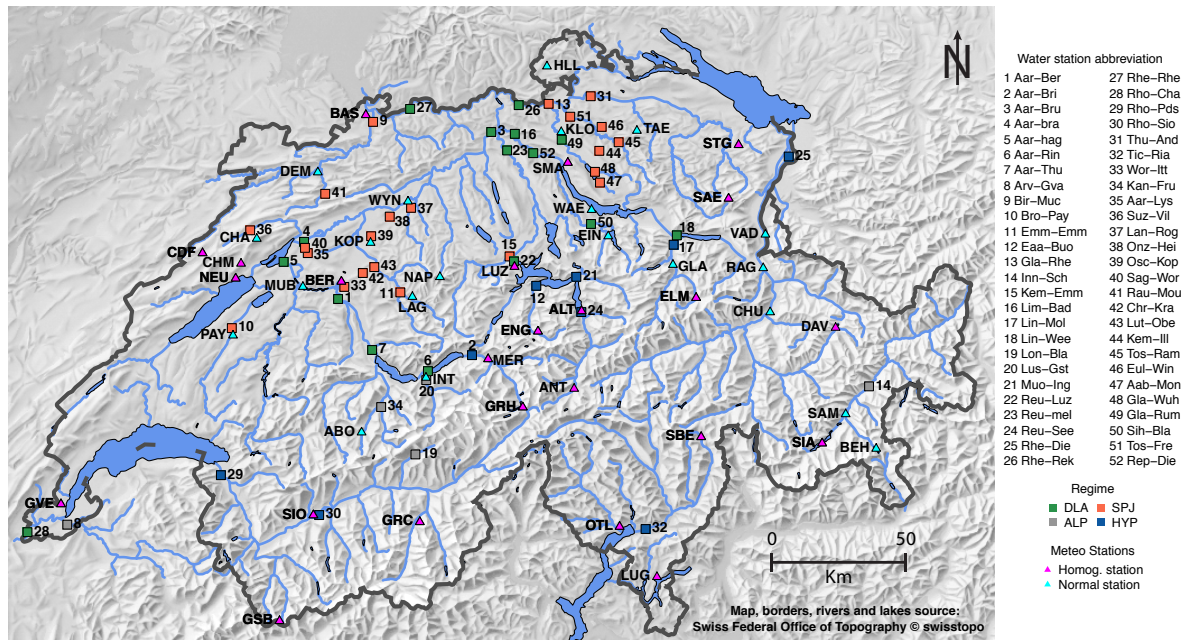 HLL
N
BAS
9
27
26
13
31
51
3
16
KLO
46
TAE
49
45
23
52
44
STG
25
SMA
48
47
DEM
41
SAE
WYN
37
38
WAE
50
36
CHA
39
KOP
EIN
18
VAD
4
40
35
CDF
CHM
5
15
22
LUZ
17
GLA
RAG
NEU
MUB
BER
33
43
42
NAP
21
12
11
LAG
1
ELM
ALT
24
CHU
10
PAY
ENG
DAV
7
2
MER
6
INT
20
ANT
14
34
GRH
SAM
ABO
SBE
SIA
BEH
19
29
GVE
8
28
SIO
30
GRC
OTL
32
0
50
Km
LUG
GSB
Map, borders, rivers and lakes source:
Swiss Federal Office of Topography © swisstopo
Water station abbreviation
1 Aar−Ber 27 Rhe−Rhe
2 Aar−Bri 28 Rho−Cha
3 Aar−Bru 29 Rho−Pds
4 Aar−bra 30 Rho−Sio
5 Aar−hag 31 Thu−And
6 Aar−Rin 32 Tic−Ria
7 Aar−Thu 33 Wor−Itt
8 Arv−Gva 34 Kan−Fru
9 Bir−Muc 35 Aar−Lys
10 Bro−Pay 36 Suz−Vil
11 Emm−Emm 37 Lan−Rog
12 Eaa−Buo 38 Onz−Hei
13 Gla−Rhe 39 Osc−Kop
14 Inn−Sch 40 Sag−Wor
15 Kem−Emm 41 Rau−Mou
16 Lim−Bad 42 Chr−Kra
17 Lin−Mol 43 Lut−Obe
18 Lin−Wee 44 Kem−Ill
19 Lon−Bla 45 Tos−Ram
20 Lus−Gst 46 Eul−Win
21 Muo−Ing 47 Aab−Mon
22 Reu−Luz 48 Gla−Wuh
23 Reu−mel 49 Gla−Rum
24 Reu−See 50 Sih−Bla
25 Rhe−Die 51 Tos−Fre
26 Rhe−Rek 52 Rep−Die
Regime
DLA SPJ
ALP HYP
Meteo Stations
Homog. station
Normal station